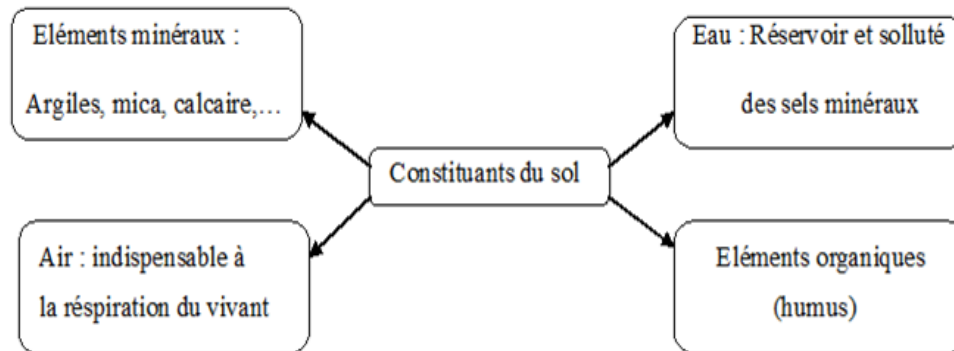 Eléments minéraux :
Argiles, mica, calcaire,...
Eau : Réservoir et solluté
des sels minéraux
Constituants du sol
Air : indispensable à
la réspiration du vivant
Eléments organiques
(humus)